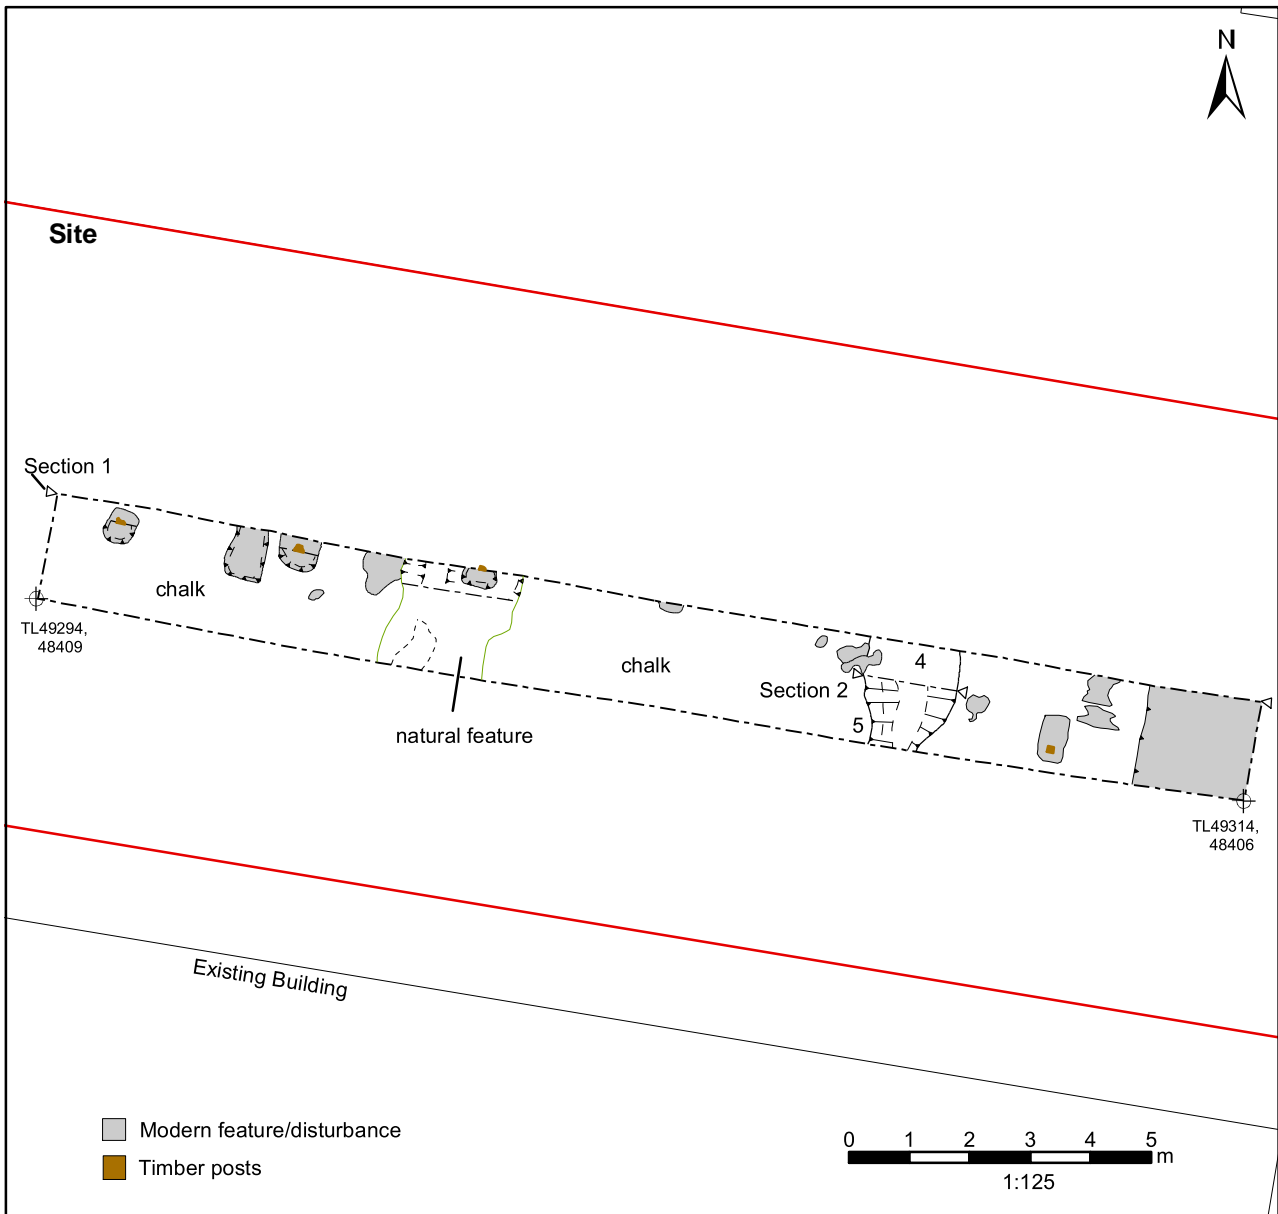 N
Site
Section 1
chalk
TL49294,
48409
natural feature
chalk
4
Section 2
5
TL49314,
48406
Existing Building
Modern feature/disturbance
Timber posts
0 1 2 3 4 5
m
1:125